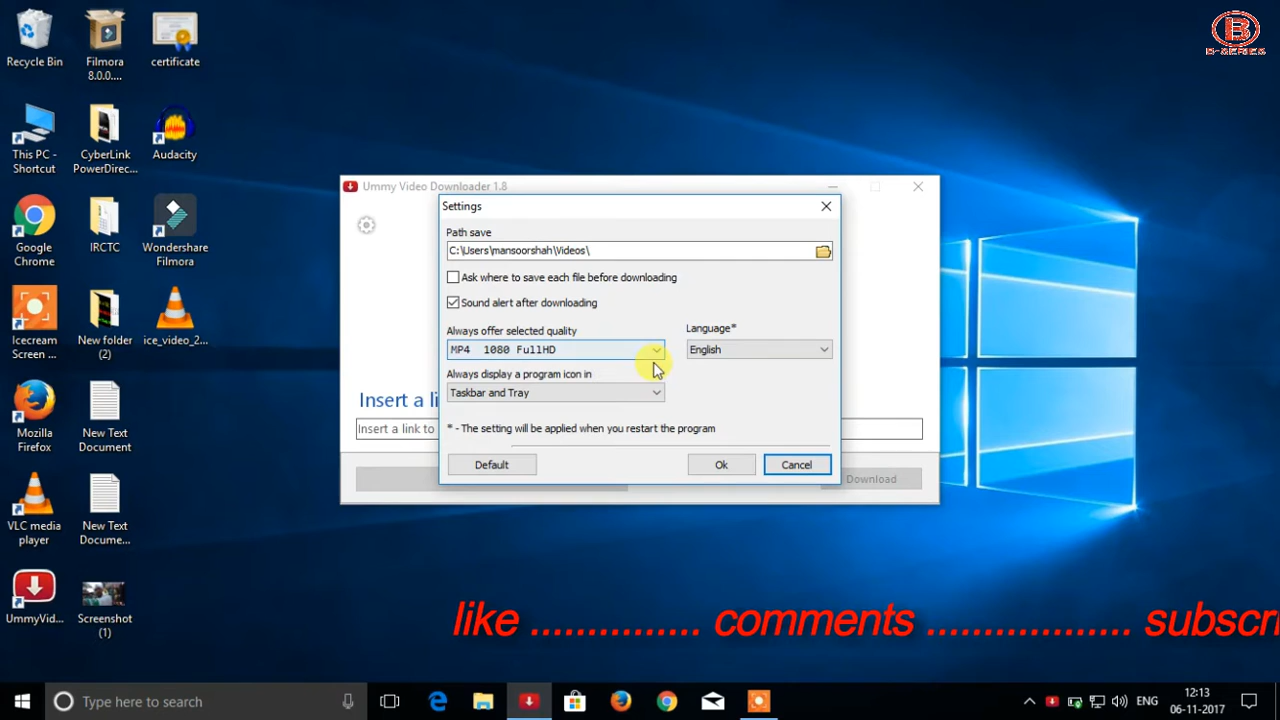 Recycle Bin
Filmora
8.0.0....
certificate
B-SERIES
This PC -
Shortcut
CyberLink
PowerDirec...
Audacity
Google
Chrome
IRCTC
Wondershare
Filmora
Icecream
Screen ...
New folder
(2)
ice_video_2...
Mozilla
Firefox
New Text
Document
VLC media
player
New Text
Docume...
UmmyVid...
Screenshot
(1)
Ummy Video Downloader 1.8
Settings
Path save
C:\Users\mansoorshah\Videos\
Ask where to save each file before downloading
Sound alert after downloading
Always offer selected quality
Language*
MP4 1080 FullHD
English
Always display a program icon in
Taskbar and Tray
Insert a li
Insert a link to
* - The setting will be applied when you restart the program
Default
Ok
Cancel
Download
like ............... comments .................. subscri
Type here to search
ENG
12:13
06-11-2017